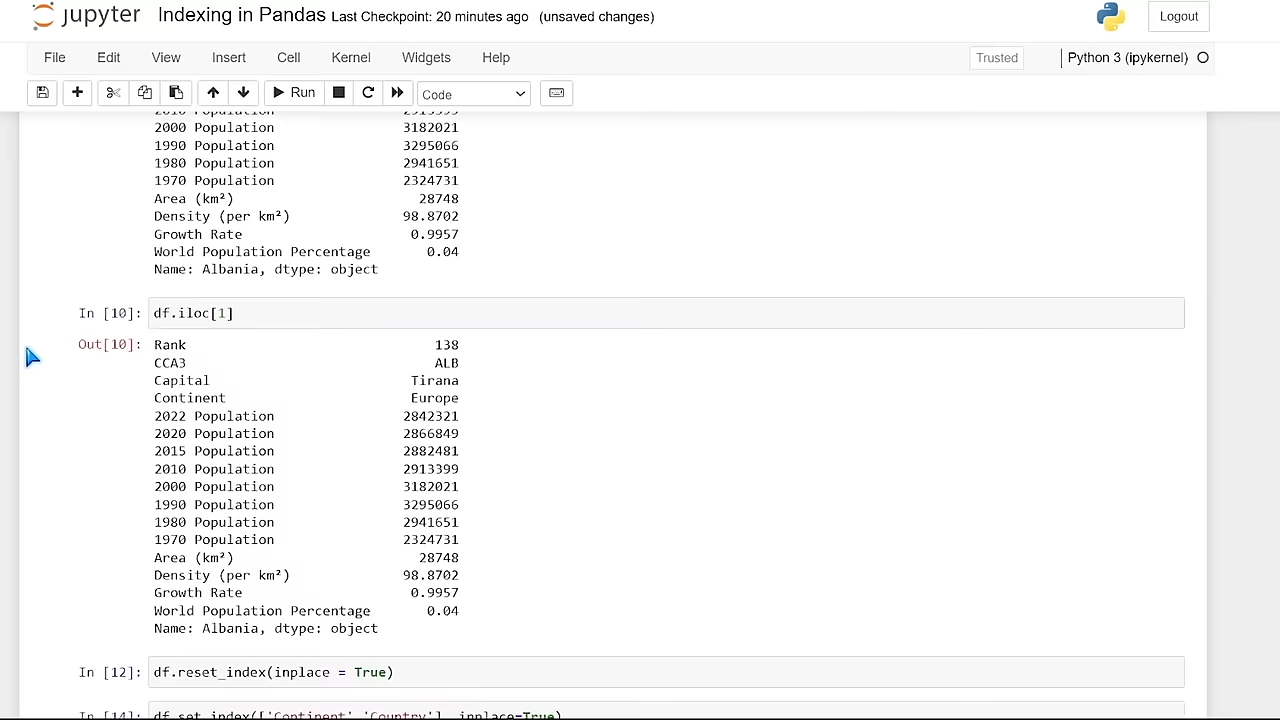 jupyter Indexing in Pandas Last Checkpoint: 20 minutes ago (unsaved changes) Logout
File Edit View Insert Cell Kernel Widgets Help Trusted Python 3 (ipykernel)
Run Code
2010 Population 2913399
2000 Population 3182021
1990 Population 3295066
1980 Population 2941651
1970 Population 2324731
Area (km²) 28748
Density (per km²) 98.8702
Growth Rate 0.9957
World Population Percentage 0.04
Name: Albania, dtype: object
In [10]: df.iloc[1]
Out[10]: Rank 138
CCA3 ALB
Capital Tirana
Continent Europe
2022 Population 2842321
2020 Population 2866849
2015 Population 2882481
2010 Population 2913399
2000 Population 3182021
1990 Population 3295066
1980 Population 2941651
1970 Population 2324731
Area (km²) 28748
Density (per km²) 98.8702
Growth Rate 0.9957
World Population Percentage 0.04
Name: Albania, dtype: object
In [12]: df.reset_index(inplace = True)
In [14]: df.set_index(['Continent','Country'], inplace=True)